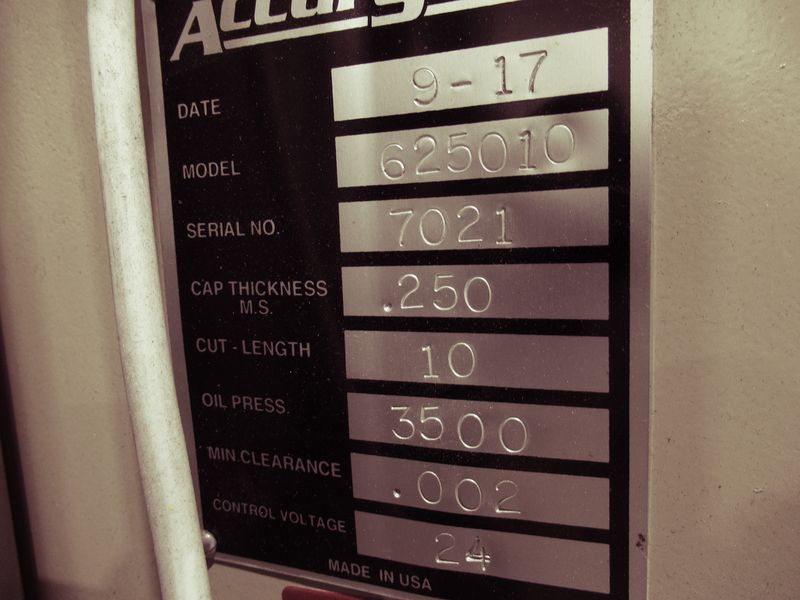 DATE 9-17
MODEL 625010
SERIAL NO. 7021
CAP THICKNESS .250
M.S.
CUT-LENGTH 10
OIL PRESS. 3500
MIN.CLEARANCE .002
CONTROL VOLTAGE 24
MADE IN USA